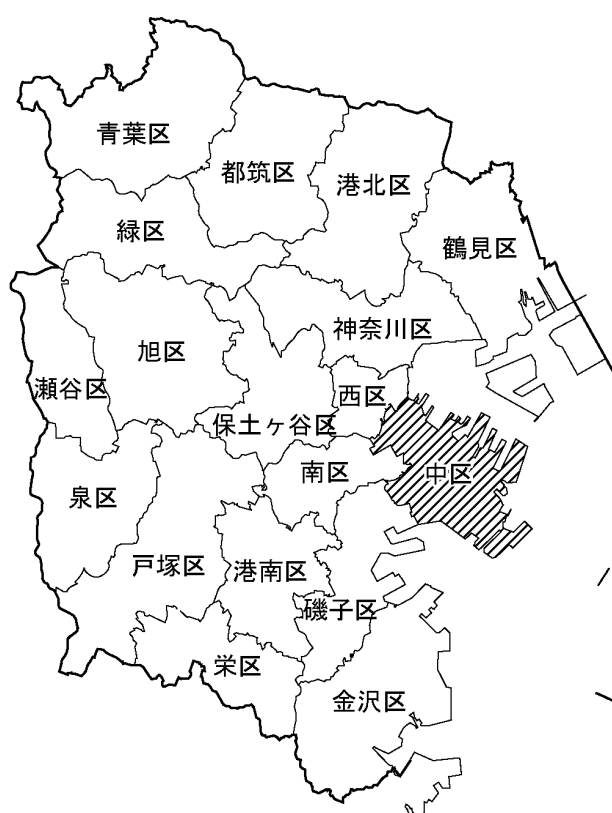 青葉区
都筑区
港北区
緑区
鶴見区
神奈川区
旭区
瀬谷区
西区
保土ヶ谷区
南区
中区
泉区
戸塚区
港南区
磯子区
栄区
金沢区